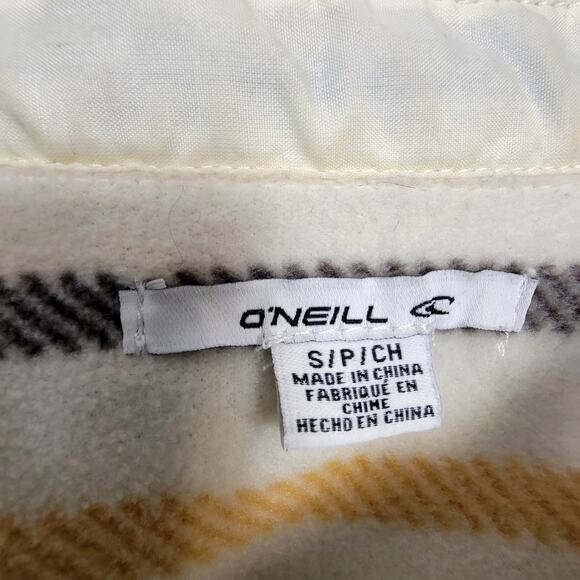 O'NEILL
S/P/CH
MADE IN CHINA
FABRIQUÉ EN
CHINE
HECHO EN CHINA